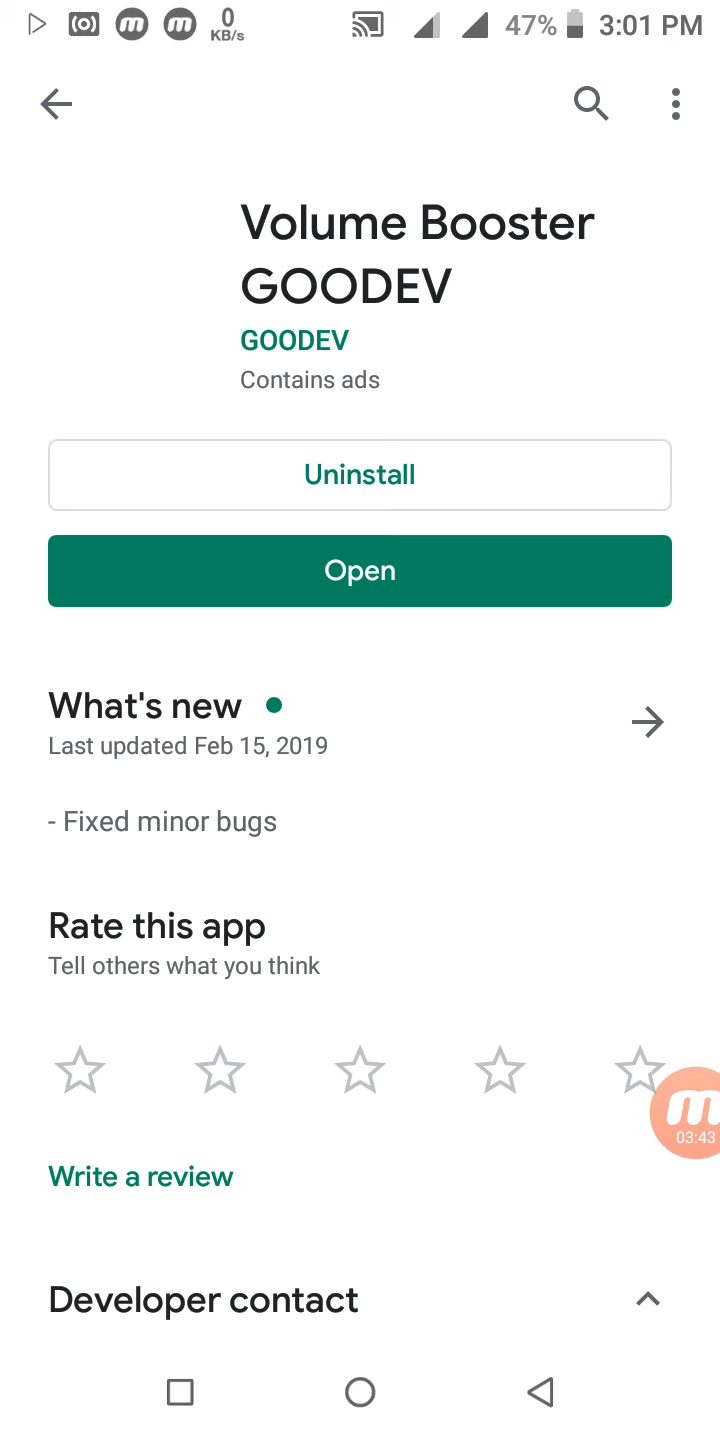 0
KB/s
47%
3:01 PM
Volume Booster
GOODEV
GOODEV
Contains ads
Uninstall
Open
What's new
Last updated Feb 15, 2019
- Fixed minor bugs
Rate this app
Tell others what you think
03:43
Write a review
Developer contact